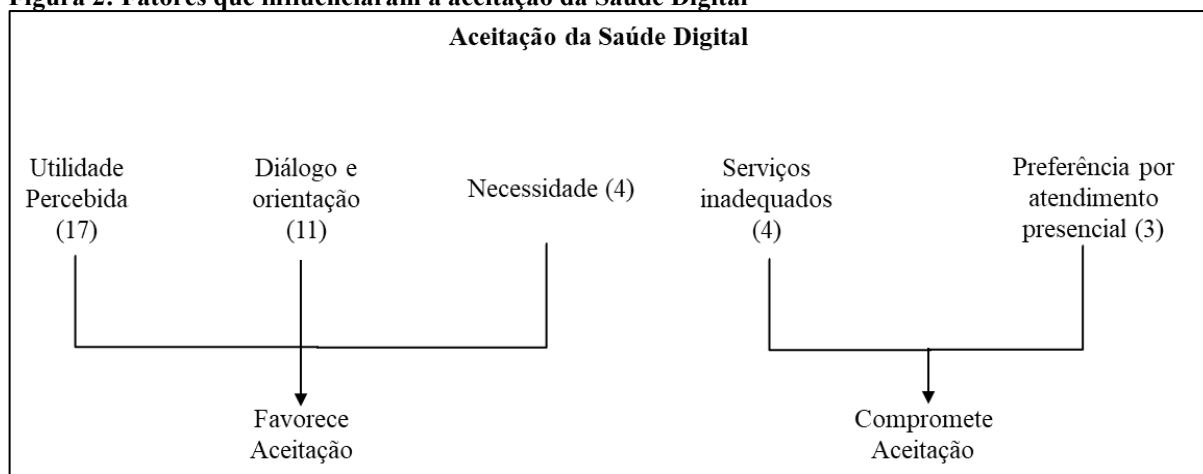 Figura 2: Fatores que influenciaram a aceitação da Saúde Digital
Aceitação da Saúde Digital
Utilidade
Percebida
(17)
Diálogo e
orientação
(11)
Necessidade (4)
Serviços
inadequados
(4)
Preferência por
atendimento
presencial (3)
Favorece
Aceitação
Compromete
Aceitação